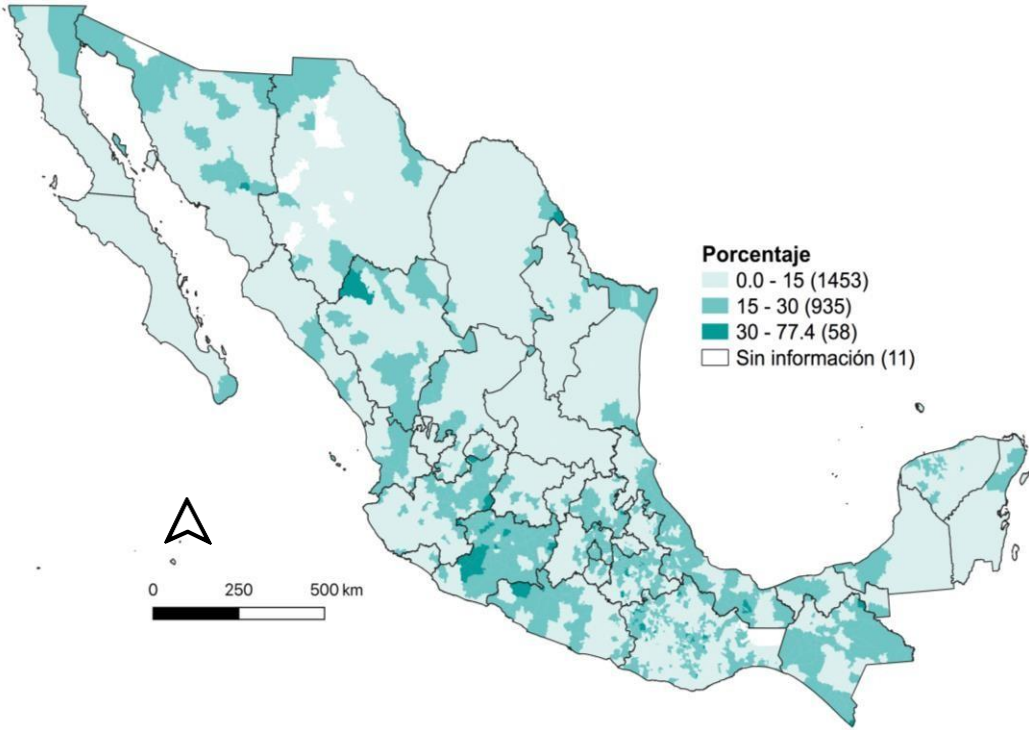 Porcentaje
0.0 - 15 (1453)
15 - 30 (935)
30 - 77.4 (58)
Sin información (11)
0 250 500 km